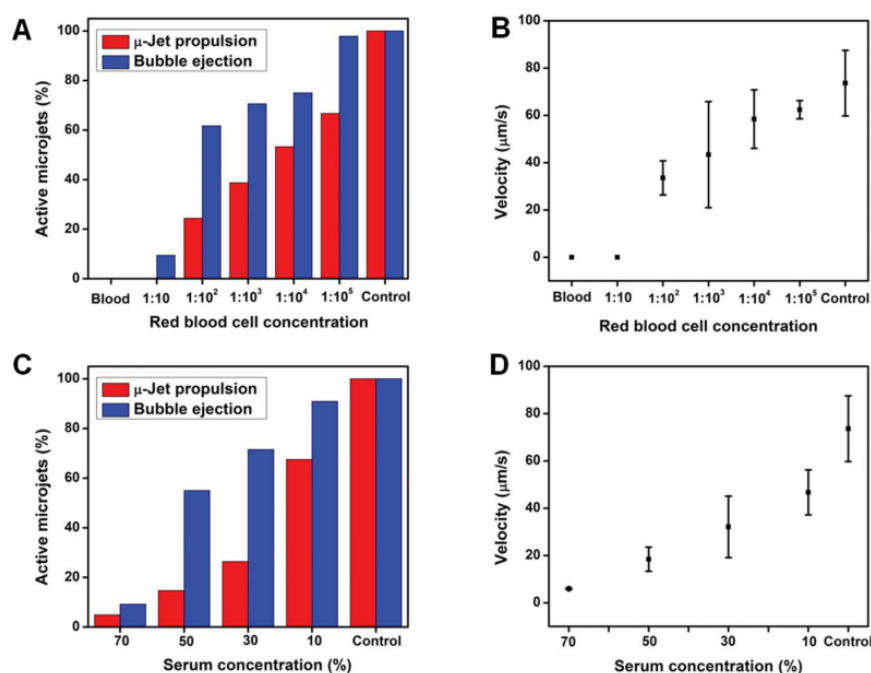 A
μ-Jet propulsion
Bubble ejection
Active microjets (%)
100
80
60
40
20
0
Blood 1:10 1:10² 1:10³ 1:10⁴ 1:10⁵ Control
Red blood cell concentration
B
Velocity (μm/s)
100
80
60
40
20
0
Blood 1:10 1:10² 1:10³ 1:10⁴ 1:10⁵ Control
Red blood cell concentration
C
μ-Jet propulsion
Bubble ejection
Active microjets (%)
100
80
60
40
20
0
70 50 30 10 Control
Serum concentration (%)
D
Velocity (μm/s)
100
80
60
40
20
0
70 50 30 10 Control
Serum concentration (%)